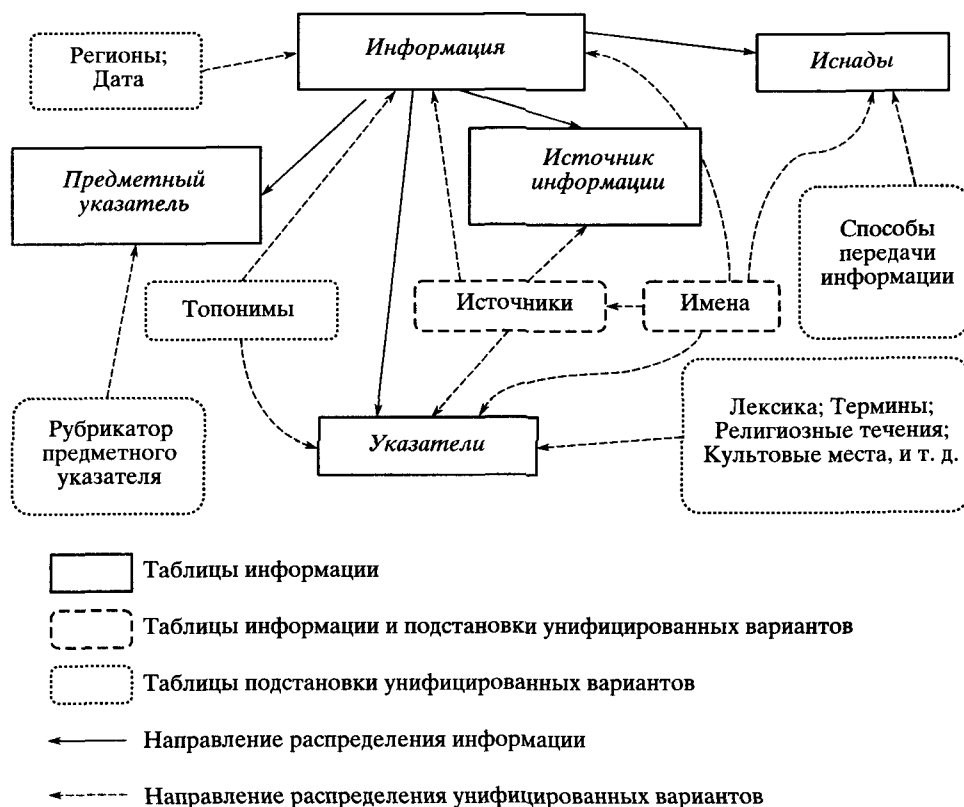 Регионы;
Дата
Информация
Иснады
Предметный
указатель
Источник
информации
Способы
передачи
информации
Топонимы
Источники
Имена
Рубрикатор
предметного
указателя
Указатели
Лексика; Термины;
Религиозные течения;
Культовые места, и т. д.
Таблицы информации
Таблицы информации и подстановки унифицированных вариантов
Таблицы подстановки унифицированных вариантов
Направление распределения информации
Направление распределения унифицированных вариантов